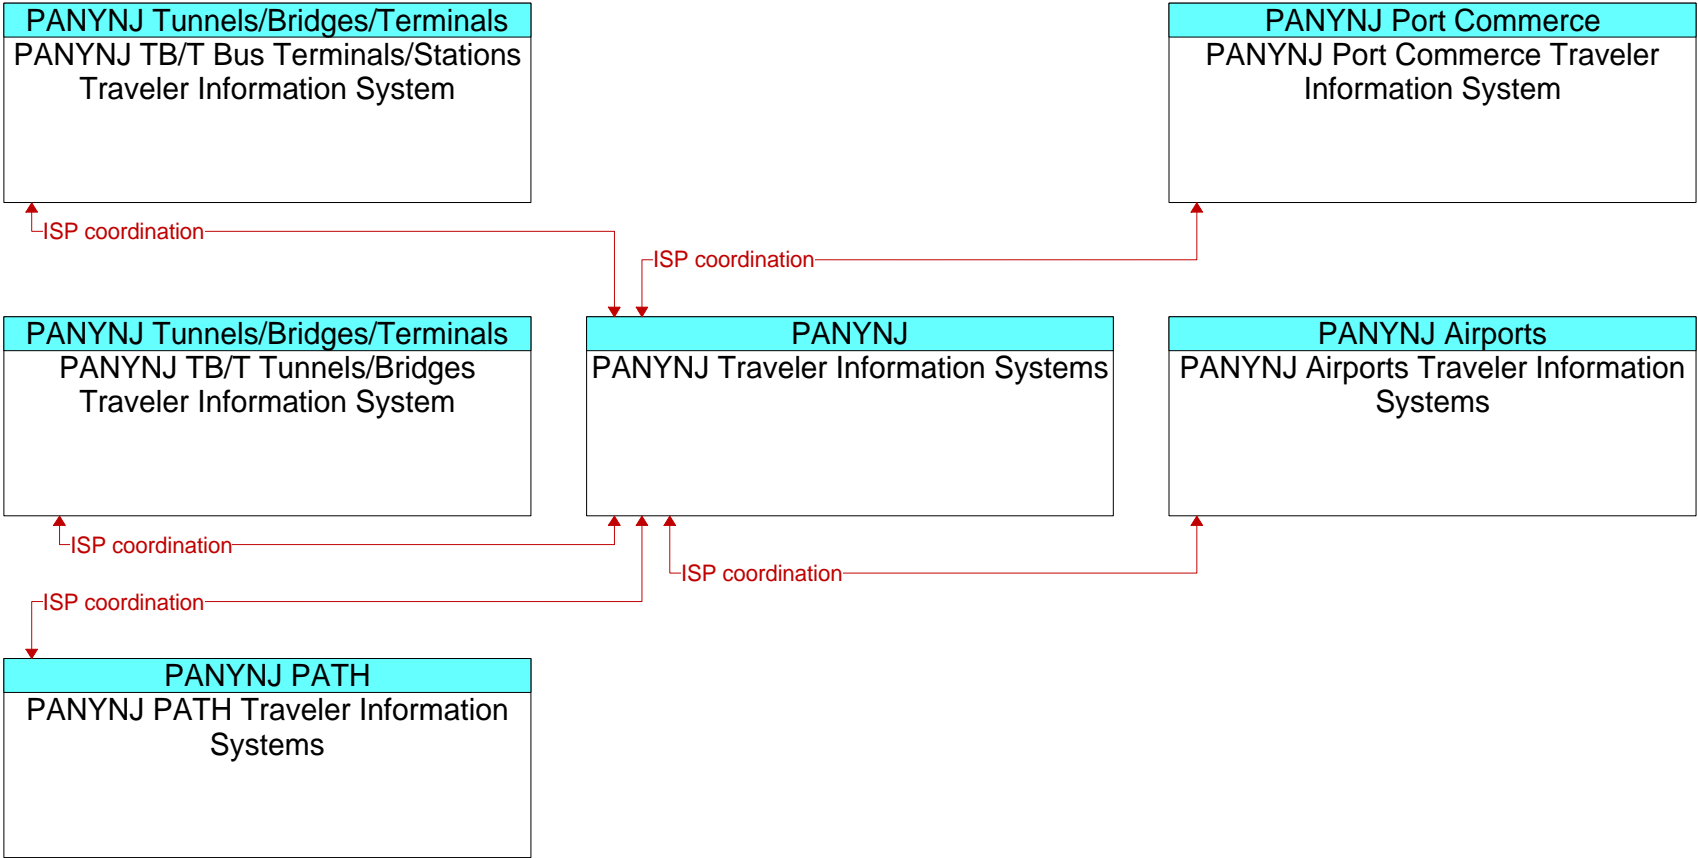 PANYNJ Tunnels/Bridges/Terminals
PANYNJ TB/T Bus Terminals/Stations
Traveler Information System
PANYNJ Port Commerce
PANYNJ Port Commerce Traveler
Information System
ISP coordination
ISP coordination
PANYNJ Tunnels/Bridges/Terminals
PANYNJ TB/T Tunnels/Bridges
Traveler Information System
PANYNJ
PANYNJ Traveler Information Systems
PANYNJ Airports
PANYNJ Airports Traveler Information
Systems
ISP coordination
ISP coordination
ISP coordination
PANYNJ PATH
PANYNJ PATH Traveler Information
Systems